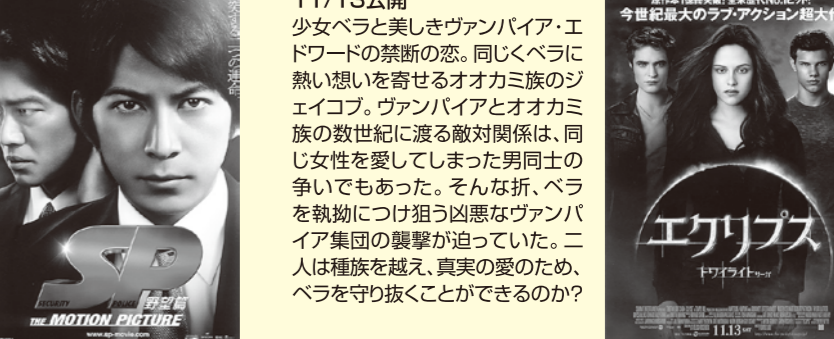 11/13公開
少女ベラと美しきヴァンパイア・エ
ドワードの禁断の恋。同じくベラに
熱い想いを寄せるオオカミ族のジ
ェイコブ。ヴァンパイアとオオカミ
族の数世紀に渡る敵対関係は、同
じ女性を愛してしまった男同士の
争いでもあった。そんな折、ベラ
を執拗につけ狙う凶悪なヴァンパ
イア集団の襲撃が迫っていた。二
人は種族を越え、真実の愛のため、
ベラを守り抜くことができるのか?
二つの運命
SP
SECURITY
POLICE
野望篇
THE MOTION PICTURE
www.sp-movie.com
今世紀最大のラブ・アクション超大
エクリプス
トワイライト・サーガ
11.13 SAT